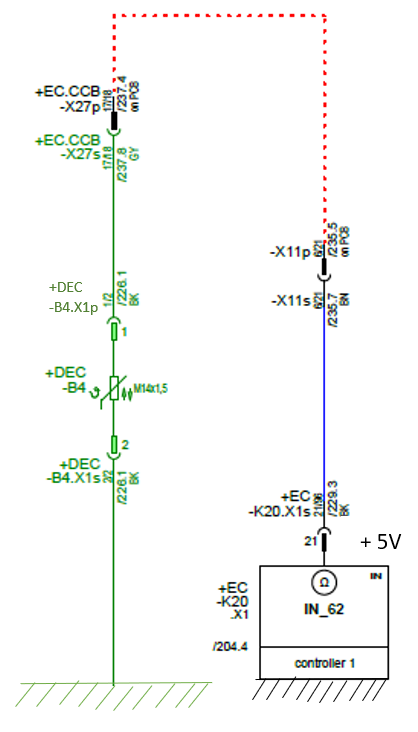 +EC.CCB
-X27p
17/18
/237.4
on PCB
+EC.CCB
-X27s
17/18
/237.8
GY
+DEC
-B4.X1p
1/2
/226.1
BK
1
+DEC
-B4
M14x1,5
2
+DEC
-B4.X1s
2/2
/226.1
BK
-X11p
6/21
/235.5
on PCB
-X11s
6/21
/235.7
BN
+EC
-K20.X1s
21/96
/229.3
BK
21
+ 5V
+EC
-K20
.X1
/204.4
Ω
IN
IN_62
controller 1